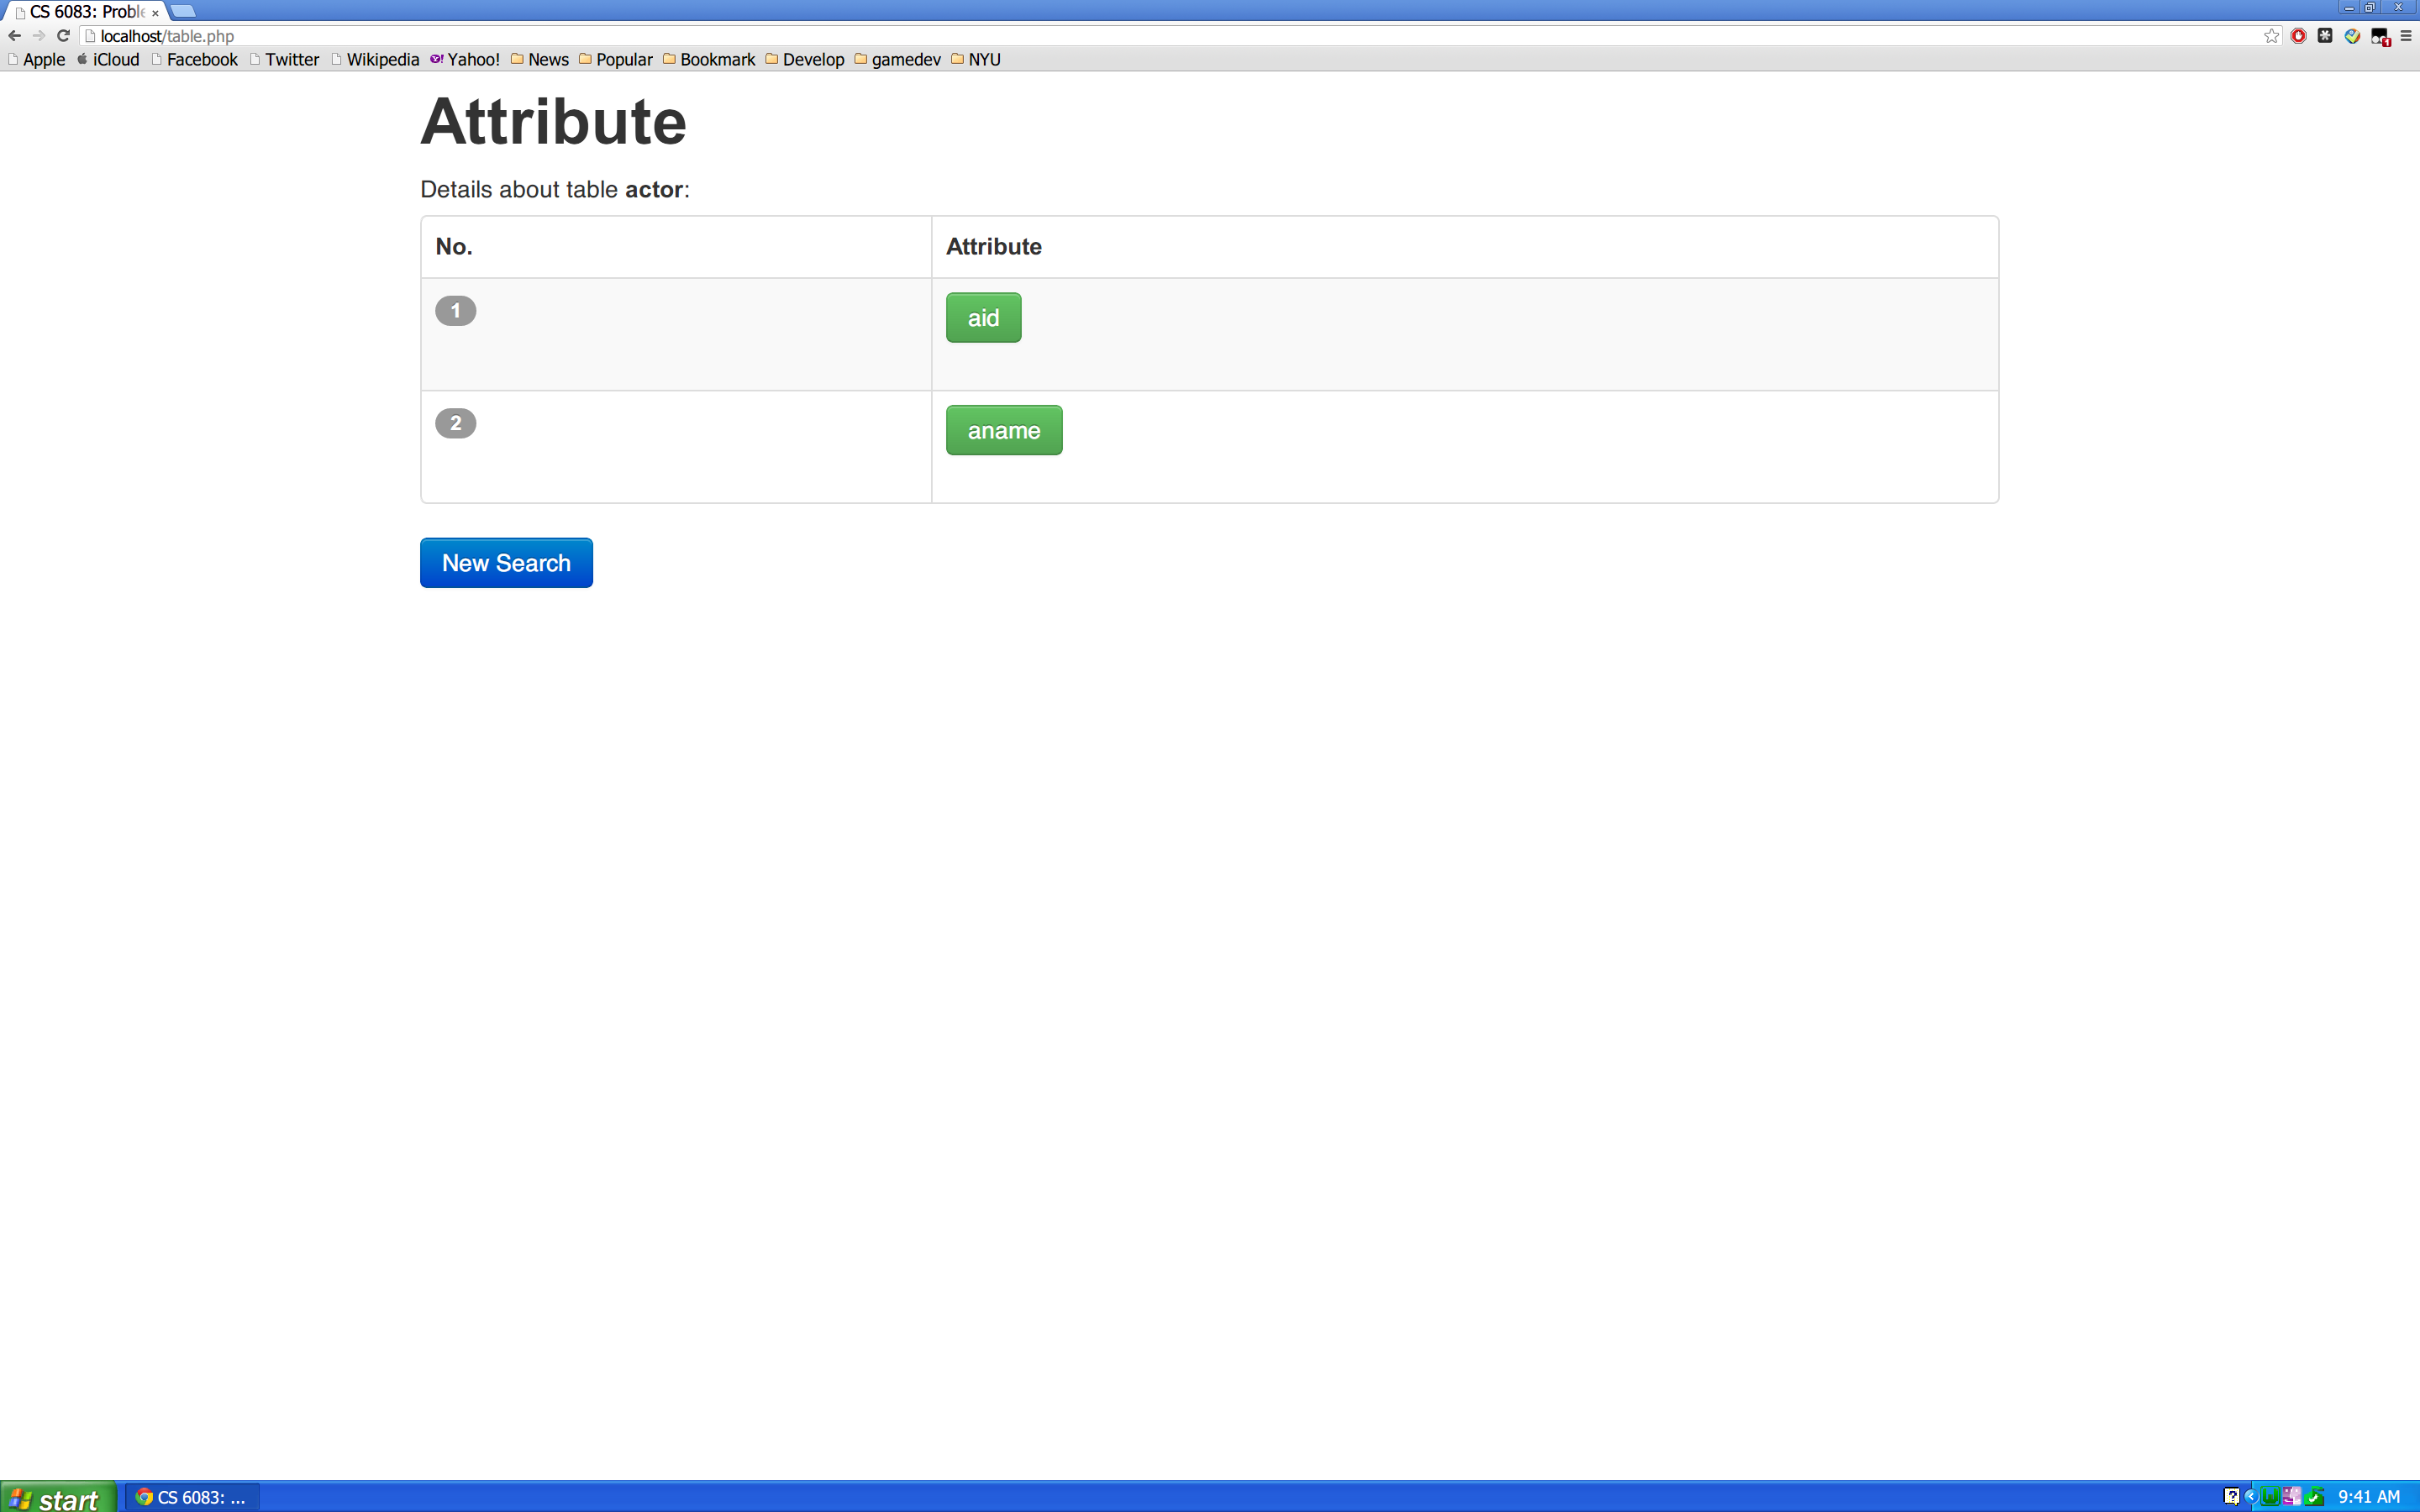 CS 6083: Probl
localhost/table.php
Apple iCloud Facebook Twitter Wikipedia Yahoo! News Popular Bookmark Develop gamedev NYU
Attribute
Details about table actor:
No. Attribute
1 aid
2 aname
New Search
start CS 6083: ... 9:41 AM